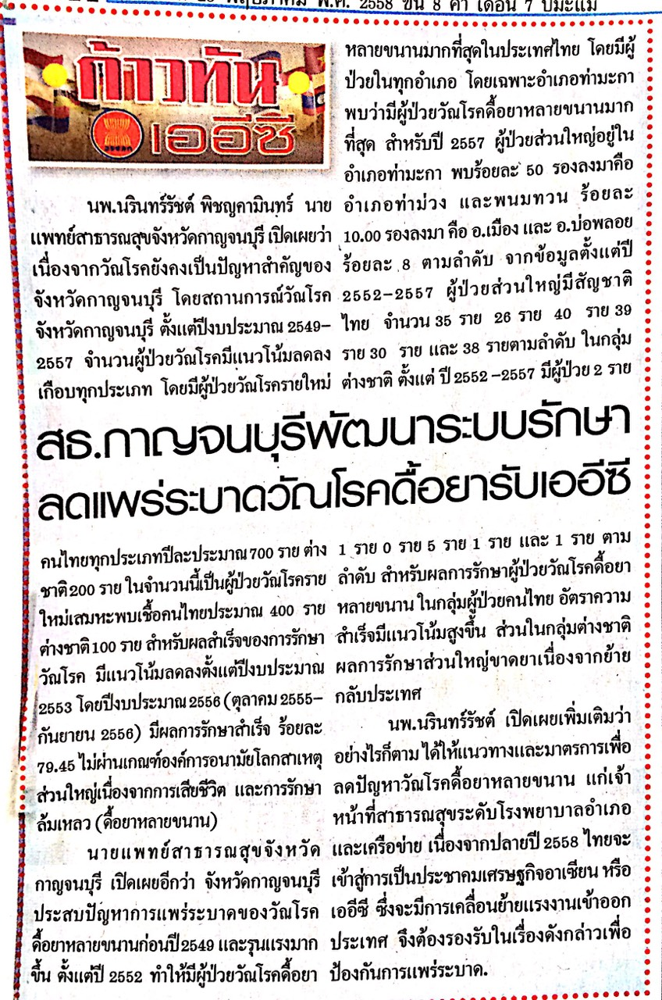 พฤษภาคม พ.ศ. 2558 ขึ้น 8 ค่ำ เดือน 7 ปีมะแม
ก้าวทัน
เออีซี
นพ.นรินทร์รัชต์ พิชญคามินทร์ นาย
แพทย์สาธารณสุขจังหวัดกาญจนบุรี เปิดเผยว่า
เนื่องจากวัณโรคยังคงเป็นปัญหาสำคัญของ
จังหวัดกาญจนบุรี โดยสถานการณ์วัณโรค
จังหวัดกาญจนบุรี ตั้งแต่ปีงบประมาณ 2549–
2557 จำนวนผู้ป่วยวัณโรคมีแนวโน้มลดลง
เกือบทุกประเภท โดยมีผู้ป่วยวัณโรครายใหม่
หลายขนานมากที่สุดในประเทศไทย โดยมีผู้
ป่วยในทุกอำเภอ โดยเฉพาะอำเภอท่ามะกา
พบว่ามีผู้ป่วยวัณโรคดื้อยาหลายขนานมาก
ที่สุด สำหรับปี 2557 ผู้ป่วยส่วนใหญ่อยู่ใน
อำเภอท่ามะกา พบร้อยละ 50 รองลงมาคือ
อำเภอท่าม่วง และพนมทวน ร้อยละ
10.00 รองลงมา คือ อ.เมือง และ อ.บ่อพลอย
ร้อยละ 8 ตามลำดับ จากข้อมูลตั้งแต่ปี
2552–2557 ผู้ป่วยส่วนใหญ่มีสัญชาติ
ไทย จำนวน 35 ราย 26 ราย 40 ราย 39
ราย 30 ราย และ 38 รายตามลำดับ ในกลุ่ม
ต่างชาติ ตั้งแต่ ปี 2552 –2557 มีผู้ป่วย 2 ราย
สธ.กาญจนบุรีพัฒนาระบบรักษา
ลดแพร่ระบาดวัณโรคดื้อยารับเออีซี
คนไทยทุกประเภทปีละประมาณ 700 ราย ต่าง
ชาติ 200 ราย ในจำนวนนี้เป็นผู้ป่วยวัณโรคราย
ใหม่เสมหะพบเชื้อคนไทยประมาณ 400 ราย
ต่างชาติ 100 ราย สำหรับผลสำเร็จของการรักษา
วัณโรค มีแนวโน้มลดลงตั้งแต่ปีงบประมาณ
2553 โดยปีงบประมาณ 2556 (ตุลาคม 2555–
กันยายน 2556) มีผลการรักษาสำเร็จ ร้อยละ
79.45 ไม่ผ่านเกณฑ์องค์การอนามัยโลกสาเหตุ
ส่วนใหญ่เนื่องจากการเสียชีวิต และการรักษา
ล้มเหลว (ดื้อยาหลายขนาน)
นายแพทย์สาธารณสุขจังหวัด
กาญจนบุรี เปิดเผยอีกว่า จังหวัดกาญจนบุรี
ประสบปัญหาการแพร่ระบาดของวัณโรค
ดื้อยาหลายขนานก่อนปี 2549 และรุนแรงมาก
ขึ้น ตั้งแต่ปี 2552 ทำให้มีผู้ป่วยวัณโรคดื้อยา
1 ราย 0 ราย 5 ราย 1 ราย และ 1 ราย ตาม
ลำดับ สำหรับผลการรักษาผู้ป่วยวัณโรคดื้อยา
หลายขนาน ในกลุ่มผู้ป่วยคนไทย อัตราความ
สำเร็จมีแนวโน้มสูงขึ้น ส่วนในกลุ่มต่างชาติ
ผลการรักษาส่วนใหญ่ขาดยาเนื่องจากย้าย
กลับประเทศ
นพ.นรินทร์รัชต์ เปิดเผยเพิ่มเติมว่า
อย่างไรก็ตาม ได้ให้แนวทางและมาตรการเพื่อ
ลดปัญหาวัณโรคดื้อยาหลายขนาน แก่เจ้า
หน้าที่สาธารณสุขระดับโรงพยาบาลอำเภอ
และเครือข่าย เนื่องจากปลายปี 2558 ไทยจะ
เข้าสู่การเป็นประชาคมเศรษฐกิจอาเซียน หรือ
เออีซี ซึ่งจะมีการเคลื่อนย้ายแรงงานเข้าออก
ประเทศ จึงต้องรองรับในเรื่องดังกล่าวเพื่อ
ป้องกันการแพร่ระบาด.